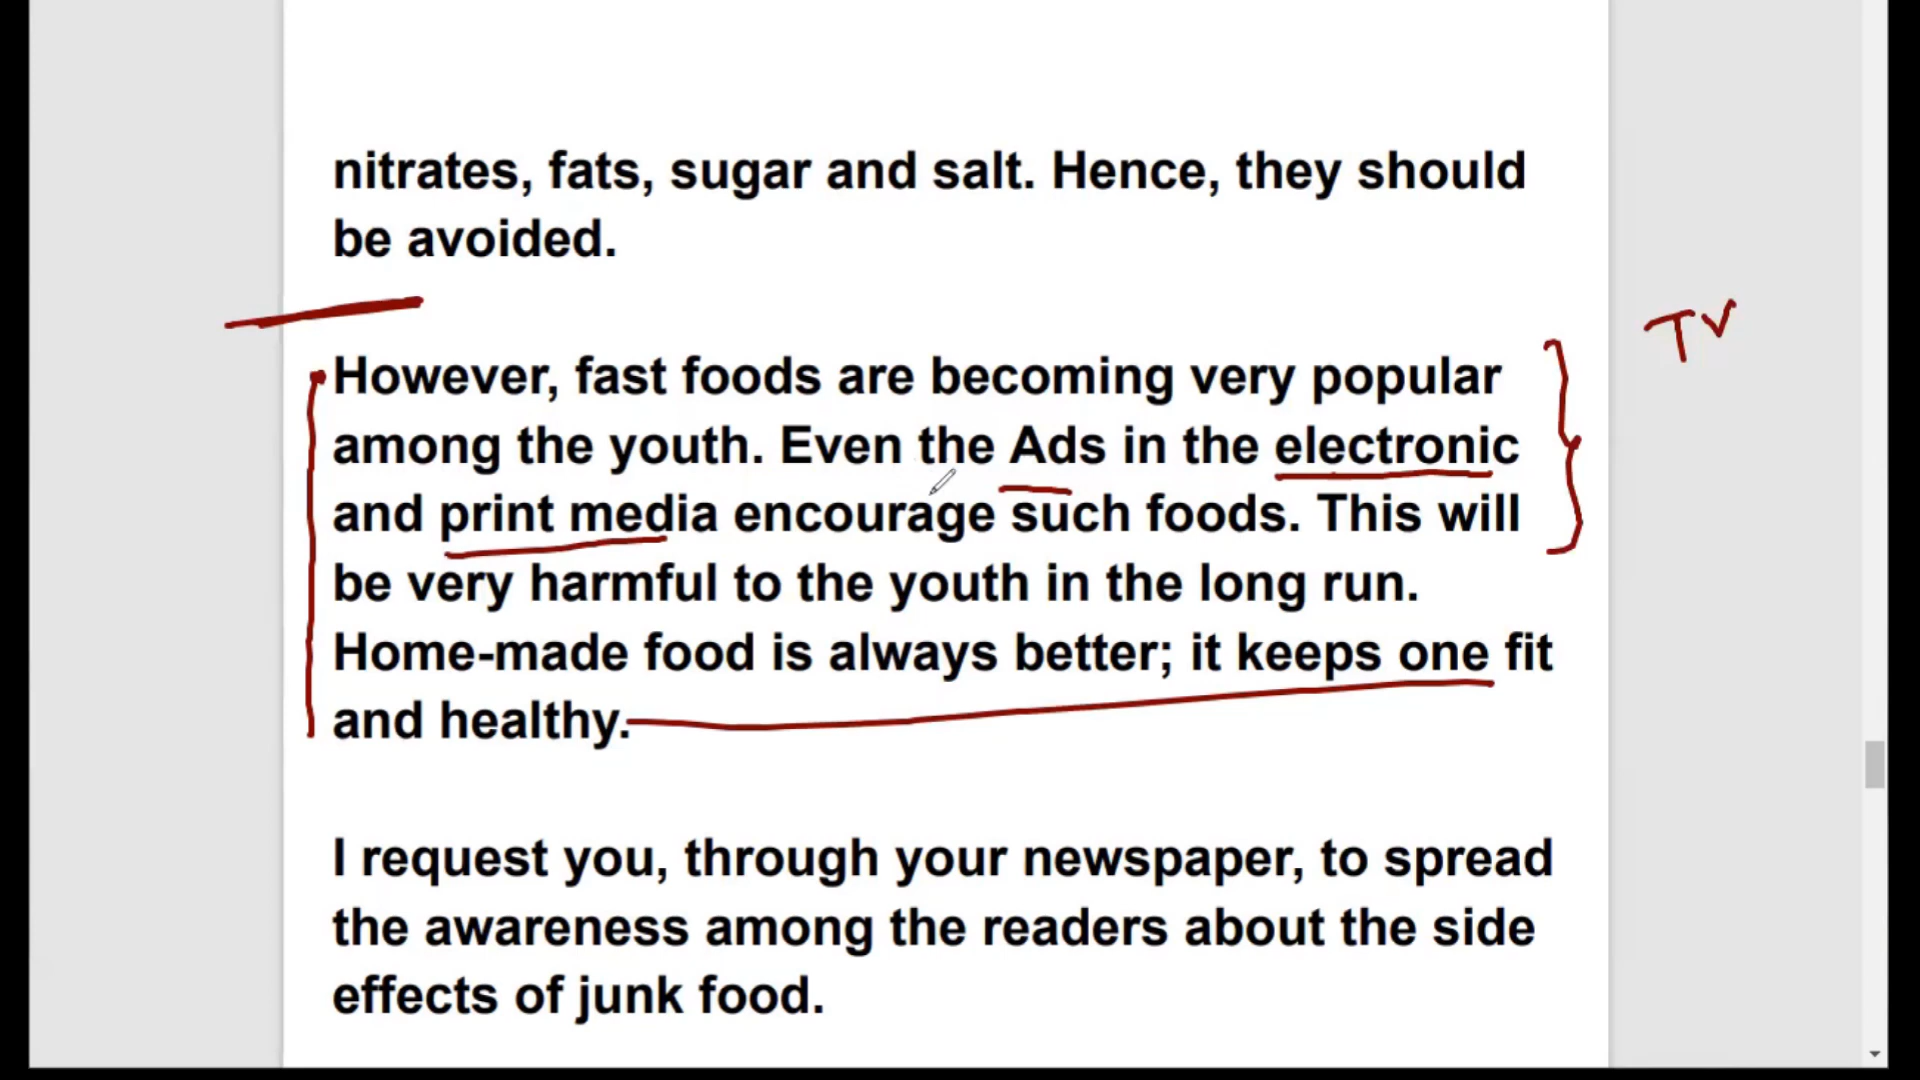 nitrates, fats, sugar and salt. Hence, they should
be avoided.
TV
However, fast foods are becoming very popular
among the youth. Even the Ads in the electronic
and print media encourage such foods. This will
be very harmful to the youth in the long run.
Home-made food is always better; it keeps one fit
and healthy.
I request you, through your newspaper, to spread
the awareness among the readers about the side
effects of junk food.